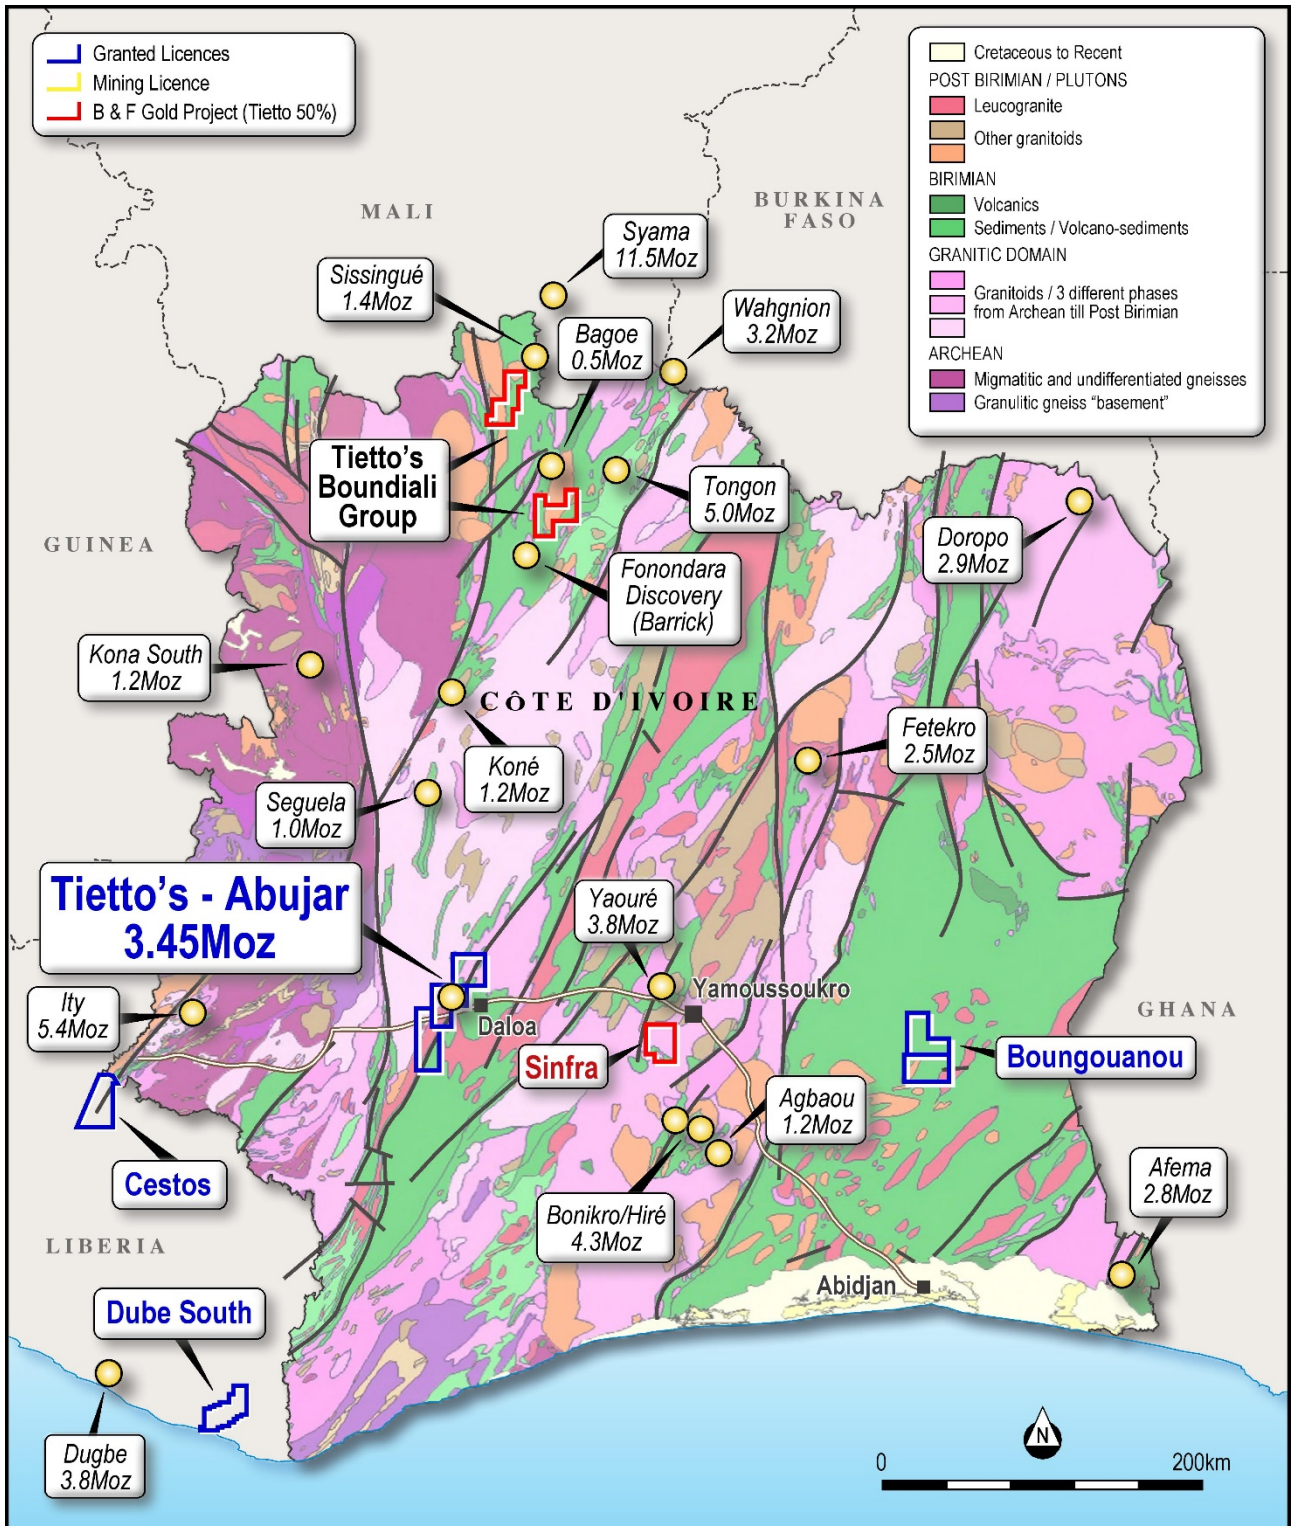 Granted Licences
Mining Licence
B & F Gold Project (Tietto 50%)
Cretaceous to Recent
POST BIRIMIAN / PLUTONS
Leucogranite
Other granitoids
BIRIMIAN
Volcanics
Sediments / Volcano-sediments
GRANITIC DOMAIN
Granitoids / 3 different phases
from Archean till Post Birimian
ARCHEAN
Migmatitic and undifferentiated gneisses
Granulitic gneiss “basement”
MALI
BURKINA
FASO
Syama
11.5Moz
Sissingué
1.4Moz
Bagoe
0.5Moz
Wahgnion
3.2Moz
Tietto's
Boundiali
Group
Tongon
5.0Moz
Doropo
2.9Moz
GUINEA
Fonondara
Discovery
(Barrick)
Kona South
1.2Moz
CÔTE D'IVOIRE
Koné
1.2Moz
Fetekro
2.5Moz
Seguela
1.0Moz
Tietto's - Abujar
3.45Moz
Yaouré
3.8Moz
Yamoussoukro
Ity
5.4Moz
Daloa
GHANA
Sinfra
Boungouanou
Agbaou
1.2Moz
Cestos
Bonikro/Hiré
4.3Moz
Afema
2.8Moz
LIBERIA
Abidjan
Dube South
Dugbe
3.8Moz
N
0
200km